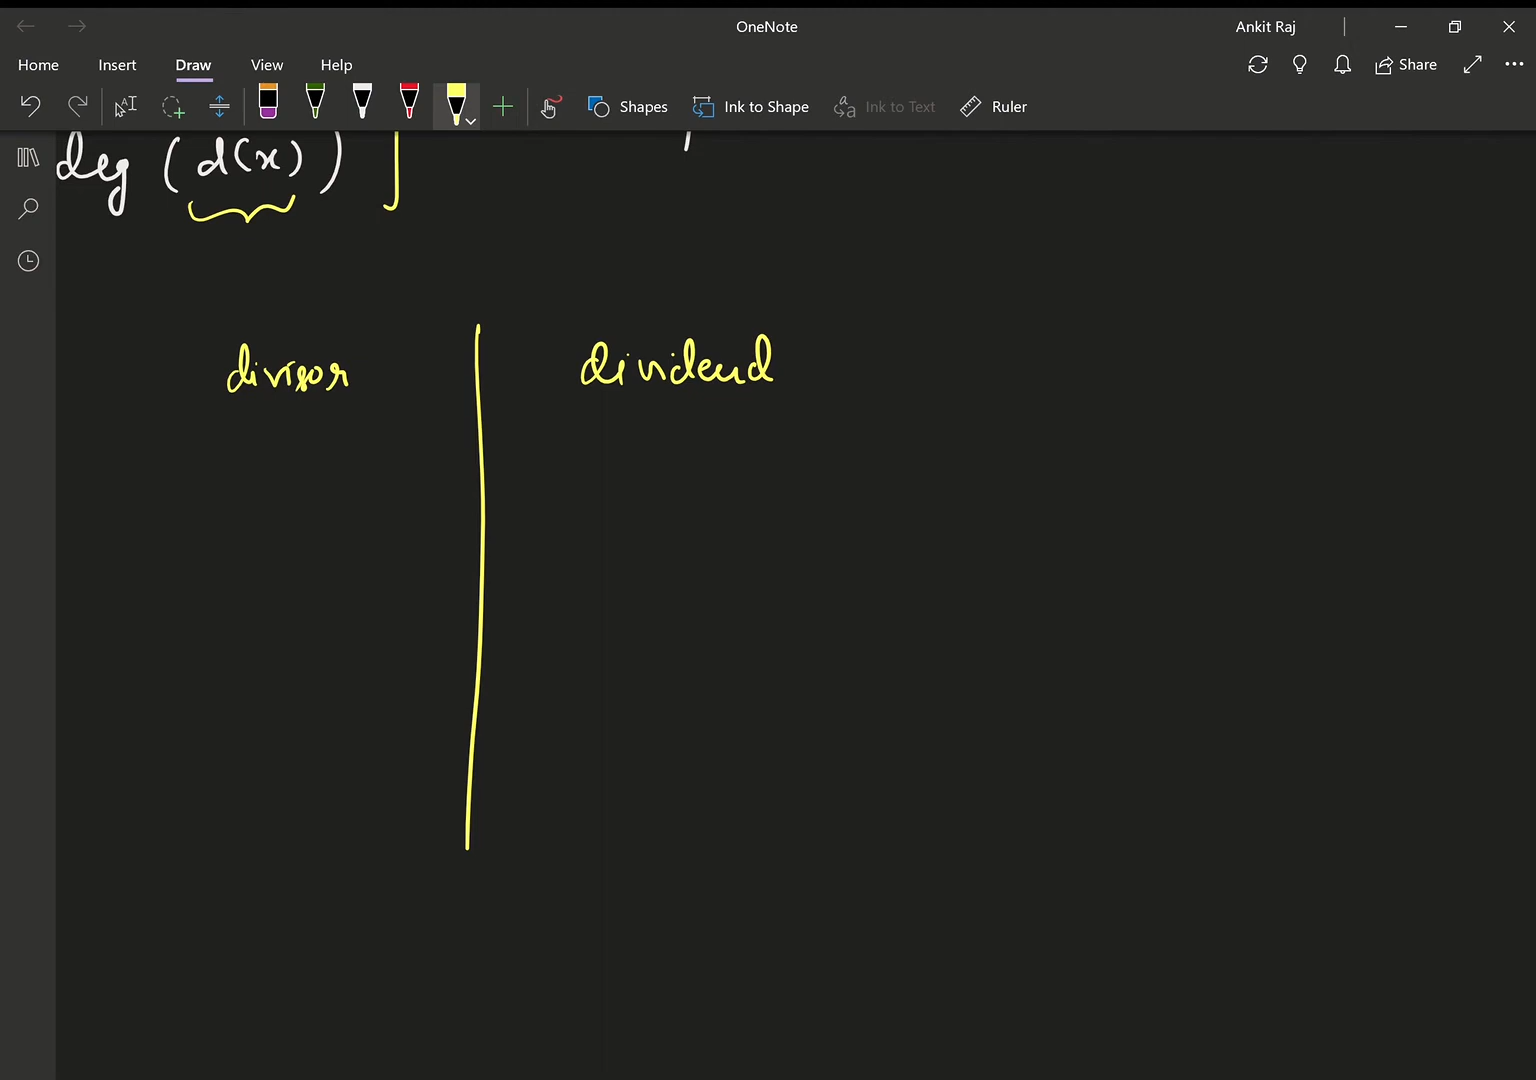 OneNote
Ankit Raj
Home Insert Draw View Help
Share
Shapes Ink to Shape Ink to Text Ruler
deg (d(x)) ]
divisor dividend